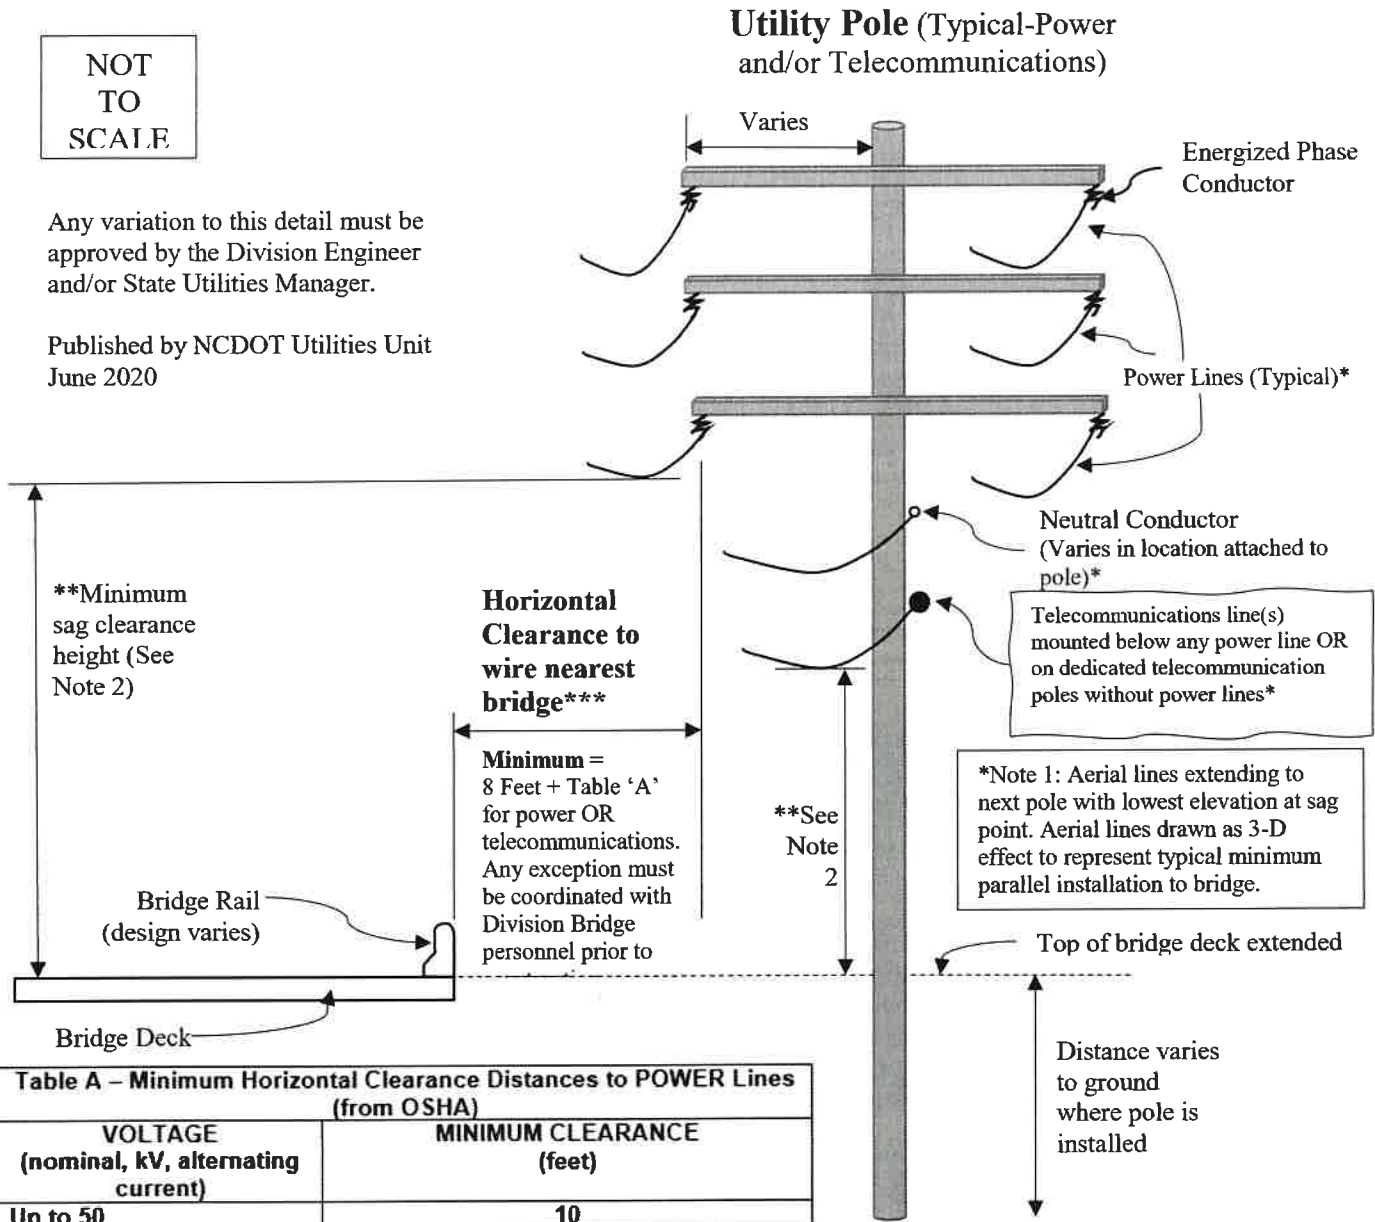 Utility Pole (Typical-Power
and/or Telecommunications)
NOT
TO
SCALE
Any variation to this detail must be
approved by the Division Engineer
and/or State Utilities Manager.
Published by NCDOT Utilities Unit
June 2020
Varies
Energized Phase
Conductor
Power Lines (Typical)*
Neutral Conductor
(Varies in location attached to
pole)*
Telecommunications line(s)
mounted below any power line OR
on dedicated telecommunication
poles without power lines*
**Minimum
sag clearance
height (See
Note 2)
Horizontal
Clearance to
wire nearest
bridge***
Minimum =
8 Feet + Table ‘A’
for power OR
telecommunications.
Any exception must
be coordinated with
Division Bridge
personnel prior to
**See
Note
2
*Note 1: Aerial lines extending to
next pole with lowest elevation at sag
point. Aerial lines drawn as 3-D
effect to represent typical minimum
parallel installation to bridge.
Bridge Rail
(design varies)
Top of bridge deck extended
Bridge Deck
Distance varies
to ground
where pole is
installed
Table A – Minimum Horizontal Clearance Distances to POWER Lines
(from OSHA)
VOLTAGE
(nominal, kV, alternating
current)
MINIMUM CLEARANCE
(feet)
Up to 50
10